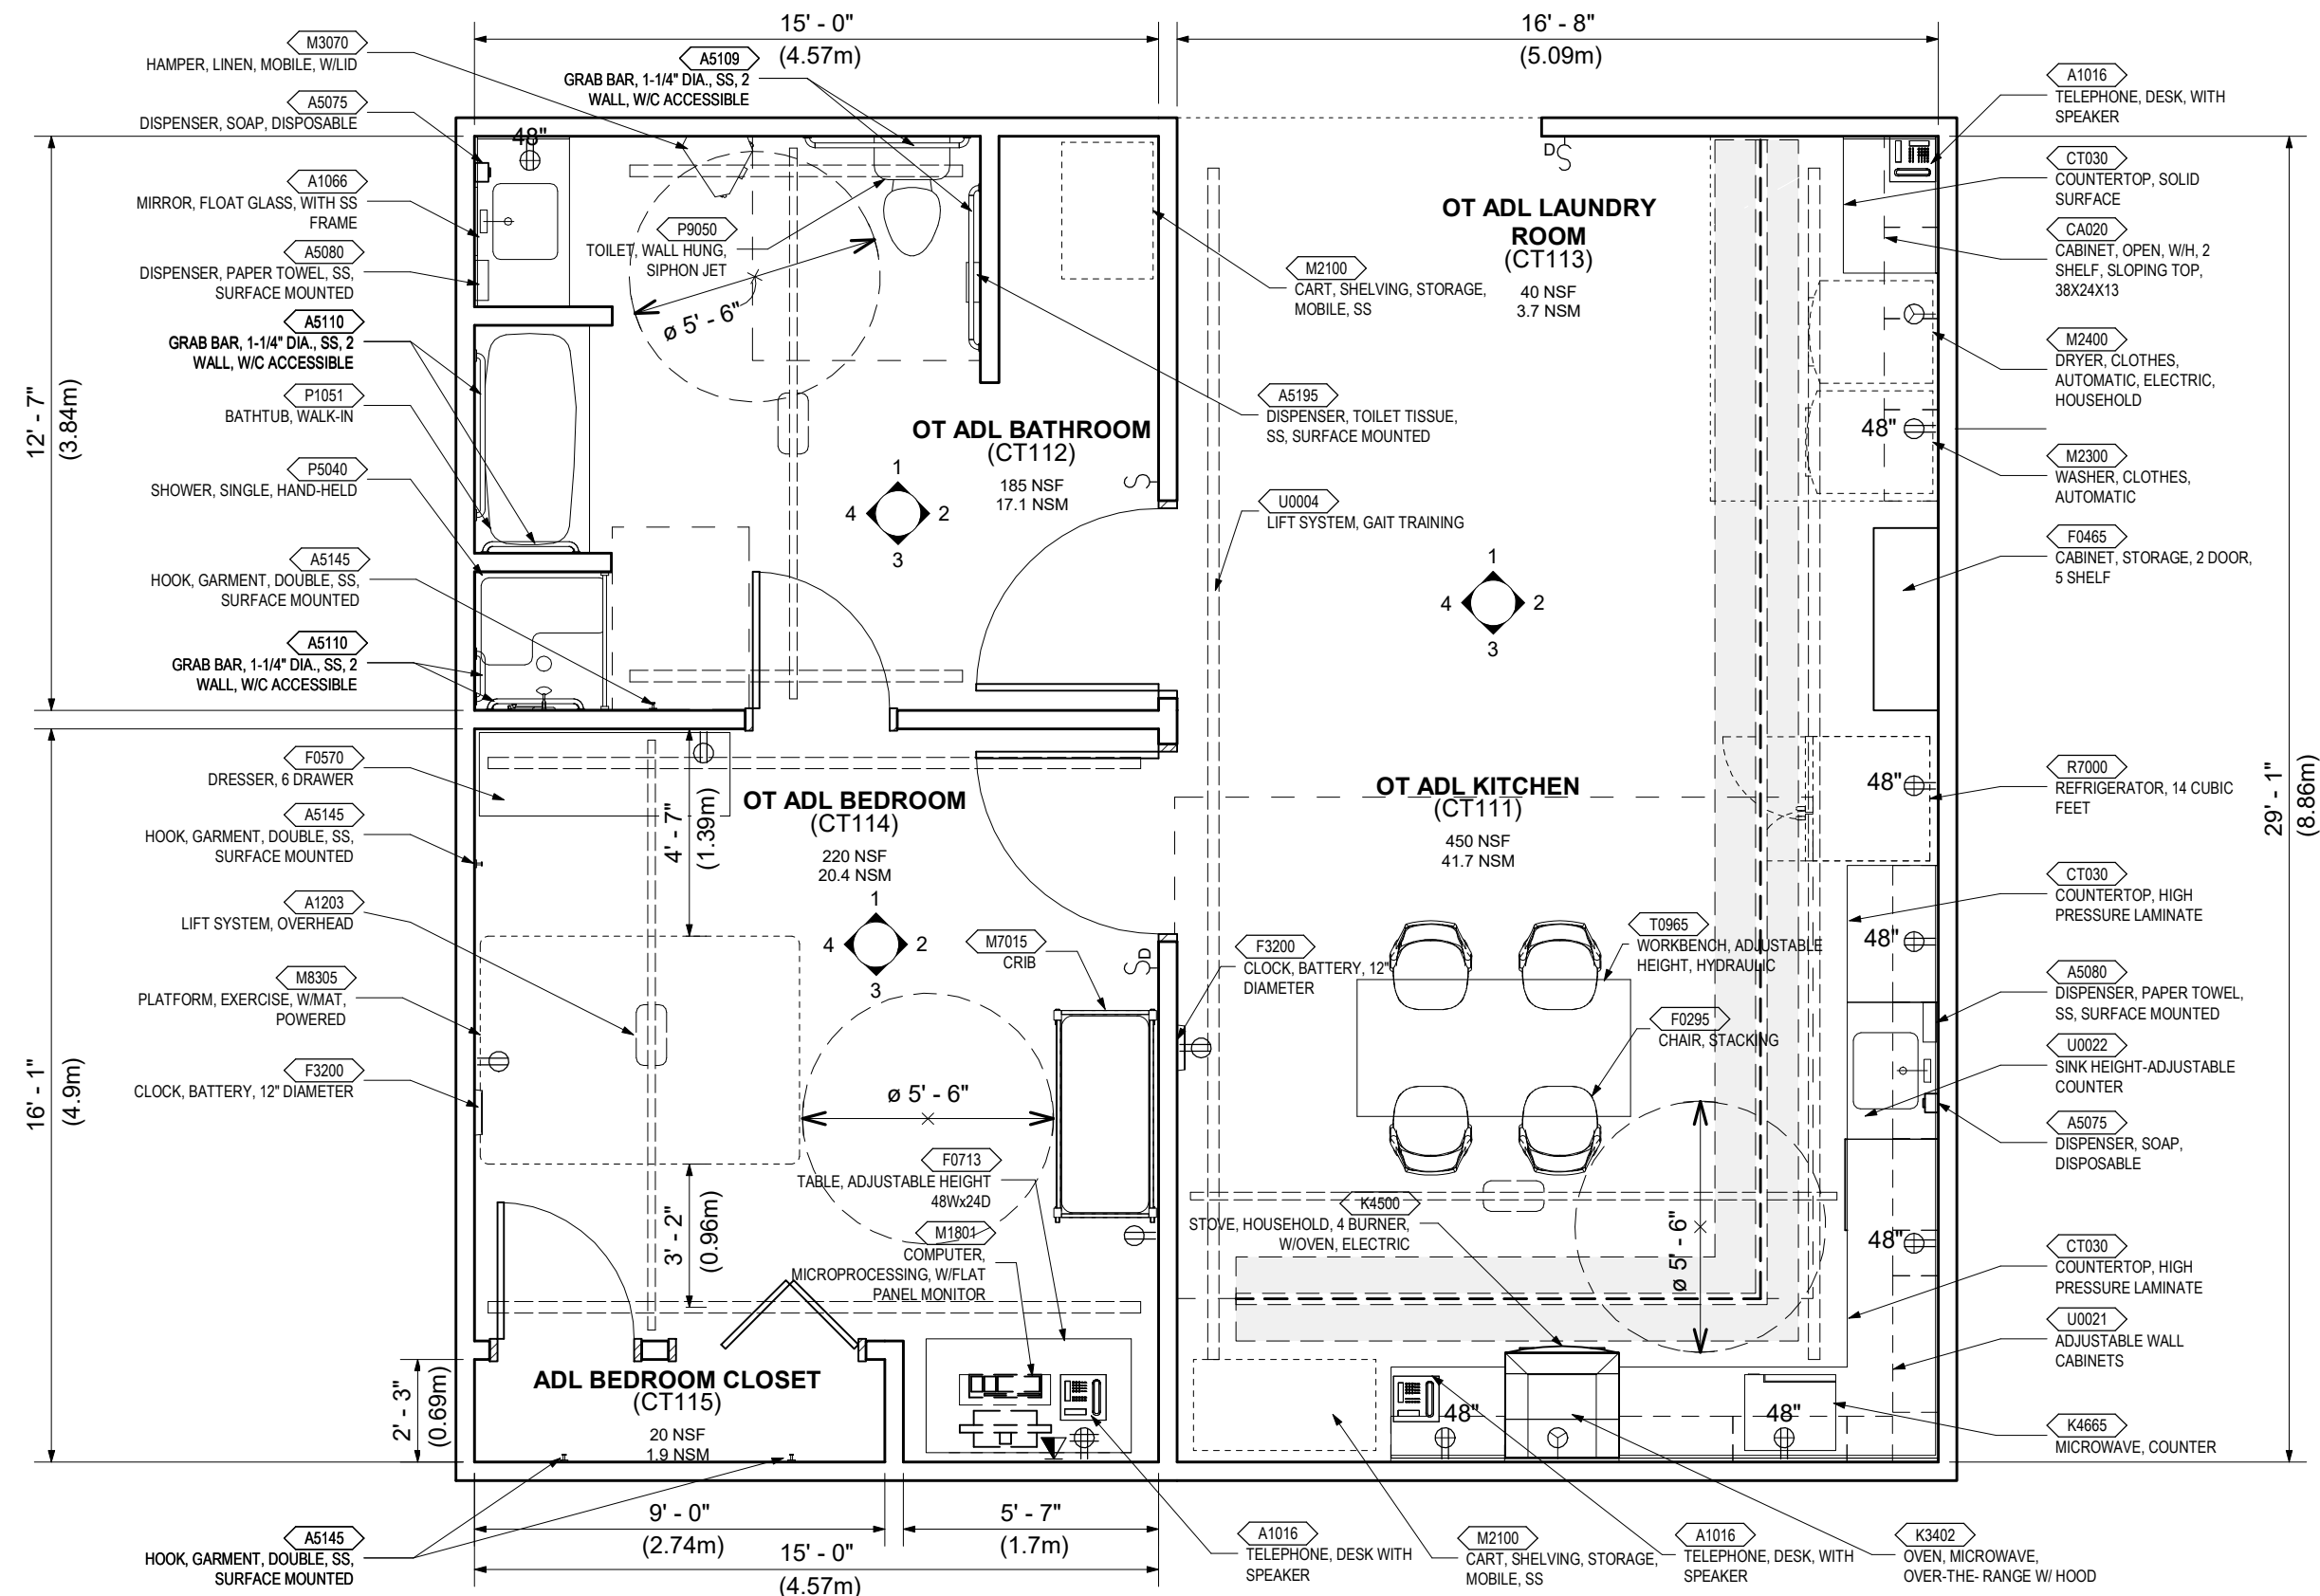 15' - 0"
(4.57m)
16' - 8"
(5.09m)
M3070
HAMPER, LINEN, MOBILE, W/LID
A5109
GRAB BAR, 1-1/4" DIA., SS, 2
WALL, W/C ACCESSIBLE
A5075
DISPENSER, SOAP, DISPOSABLE
A1066
MIRROR, FLOAT GLASS, WITH SS
FRAME
A5080
DISPENSER, PAPER TOWEL, SS,
SURFACE MOUNTED
A5110
GRAB BAR, 1-1/4" DIA., SS, 2
WALL, W/C ACCESSIBLE
P1051
BATHTUB, WALK-IN
P5040
SHOWER, SINGLE, HAND-HELD
A5145
HOOK, GARMENT, DOUBLE, SS,
SURFACE MOUNTED
A5110
GRAB BAR, 1-1/4" DIA., SS, 2
WALL, W/C ACCESSIBLE
12' - 7"
(3.84m)
F0570
DRESSER, 6 DRAWER
A5145
HOOK, GARMENT, DOUBLE, SS,
SURFACE MOUNTED
A1203
LIFT SYSTEM, OVERHEAD
M8305
PLATFORM, EXERCISE, W/MAT,
POWERED
F3200
CLOCK, BATTERY, 12" DIAMETER
16' - 1"
(4.9m)
A5145
HOOK, GARMENT, DOUBLE, SS,
SURFACE MOUNTED
48"
P9050
TOILET, WALL HUNG,
SIPHON JET
ø 5' - 6"
OT ADL BATHROOM
(CT112)
185 NSF
17.1 NSM
1
4
2
3
S
M2100
CART, SHELVING, STORAGE,
MOBILE, SS
A5195
DISPENSER, TOILET TISSUE,
SS, SURFACE MOUNTED
U0004
LIFT SYSTEM, GAIT TRAINING
D
S
OT ADL LAUNDRY
ROOM
(CT113)
40 NSF
3.7 NSM
1
4
2
3
48"
A1016
TELEPHONE, DESK, WITH
SPEAKER
CT030
COUNTERTOP, SOLID
SURFACE
CA020
CABINET, OPEN, W/H, 2
SHELF, SLOPING TOP,
38X24X13
M2400
DRYER, CLOTHES,
AUTOMATIC, ELECTRIC,
HOUSEHOLD
M2300
WASHER, CLOTHES,
AUTOMATIC
F0465
CABINET, STORAGE, 2 DOOR,
5 SHELF
R7000
REFRIGERATOR, 14 CUBIC
FEET
CT030
COUNTERTOP, HIGH
PRESSURE LAMINATE
A5080
DISPENSER, PAPER TOWEL,
SS, SURFACE MOUNTED
U0022
SINK HEIGHT-ADJUSTABLE
COUNTER
A5075
DISPENSER, SOAP,
DISPOSABLE
CT030
COUNTERTOP, HIGH
PRESSURE LAMINATE
U0021
ADJUSTABLE WALL
CABINETS
K4665
MICROWAVE, COUNTER
29' - 1"
(8.86m)
OT ADL BEDROOM
(CT114)
220 NSF
20.4 NSM
1
4
2
3
4' - 7"
(1.39m)
M7015
CRIB
S
D
ø 5' - 6"
F0713
TABLE, ADJUSTABLE HEIGHT
48Wx24D
M1801
COMPUTER,
MICROPROCESSING, W/FLAT
PANEL MONITOR
3' - 2"
(0.96m)
OT ADL KITCHEN
(CT111)
450 NSF
41.7 NSM
48"
48"
48"
F3200
CLOCK, BATTERY, 12"
DIAMETER
T0965
WORKBENCH, ADJUSTABLE
HEIGHT, HYDRAULIC
F0295
CHAIR, STACKING
K4500
STOVE, HOUSEHOLD, 4 BURNER,
W/OVEN, ELECTRIC
ø 5' - 6"
48"
48"
ADL BEDROOM CLOSET
(CT115)
20 NSF
1.9 NSM
2' - 3"
(0.69m)
9' - 0"
(2.74m)
5' - 7"
(1.7m)
15' - 0"
(4.57m)
A1016
TELEPHONE, DESK WITH
SPEAKER
M2100
CART, SHELVING, STORAGE,
MOBILE, SS
A1016
TELEPHONE, DESK, WITH
SPEAKER
K3402
OVEN, MICROWAVE,
OVER-THE- RANGE W/ HOOD